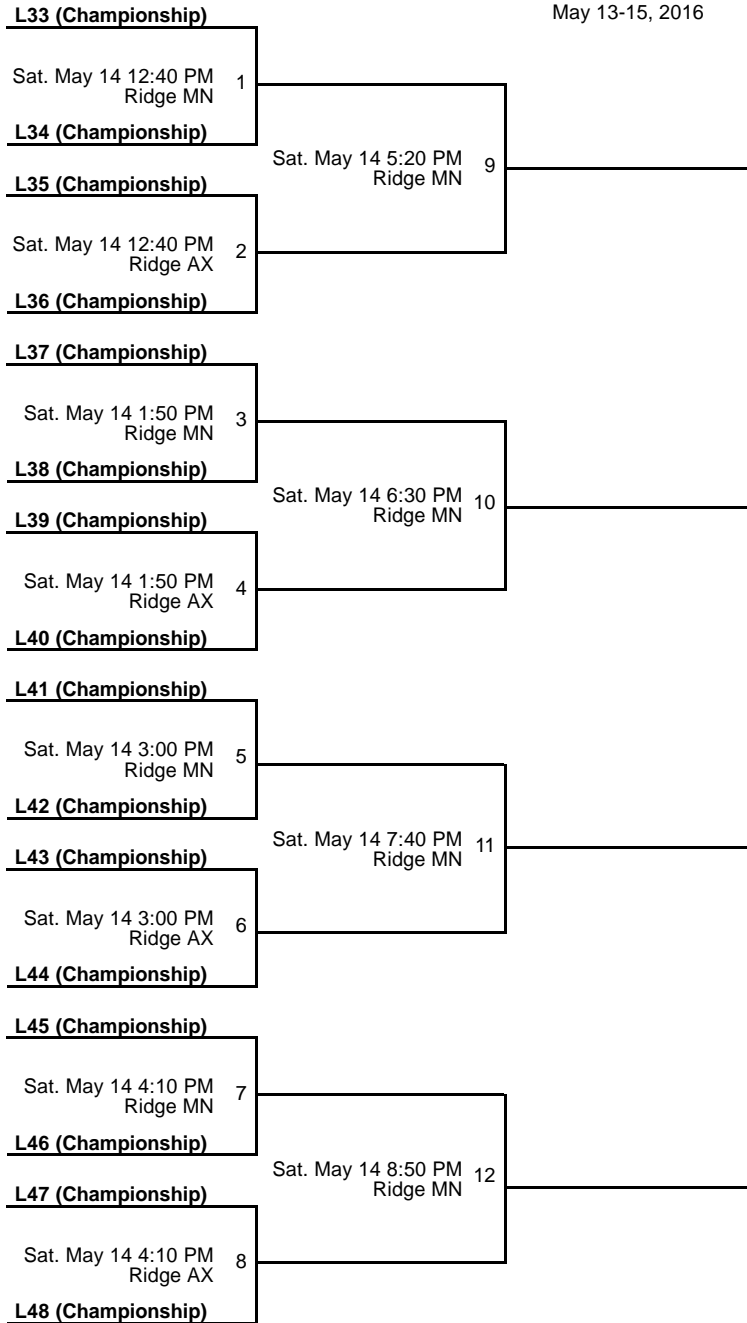 L33 (Championship)
May 13-15, 2016
Sat. May 14 12:40 PM
Ridge MN
1
L34 (Championship)
Sat. May 14 5:20 PM
Ridge MN
9
L35 (Championship)
Sat. May 14 12:40 PM
Ridge AX
2
L36 (Championship)
L37 (Championship)
Sat. May 14 1:50 PM
Ridge MN
3
L38 (Championship)
Sat. May 14 6:30 PM
Ridge MN
10
L39 (Championship)
Sat. May 14 1:50 PM
Ridge AX
4
L40 (Championship)
L41 (Championship)
Sat. May 14 3:00 PM
Ridge MN
5
L42 (Championship)
Sat. May 14 7:40 PM
Ridge MN
11
L43 (Championship)
Sat. May 14 3:00 PM
Ridge AX
6
L44 (Championship)
L45 (Championship)
Sat. May 14 4:10 PM
Ridge MN
7
L46 (Championship)
Sat. May 14 8:50 PM
Ridge MN
12
L47 (Championship)
Sat. May 14 4:10 PM
Ridge AX
8
L48 (Championship)